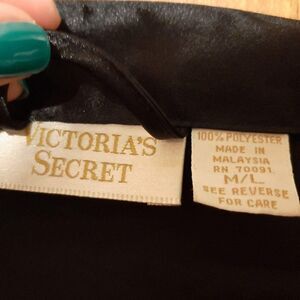 VICTORIA'S
SECRET
100% POLYESTER
MADE IN
MALAYSIA
RN 70091
M/L
SEE REVERSE
FOR CARE